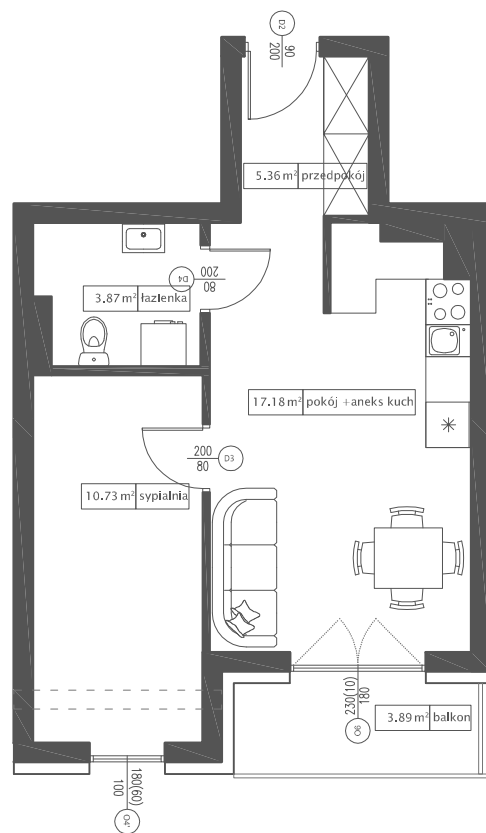 D2
90
200
5.36 m² przedpokój
D4
200
80
3.87 m² łazienka
17.18 m² pokój +aneks kuch
200
80
D3
10.73 m² sypialnia
230(10)
180
3.89 m² balkon
180(60)
100
O4'